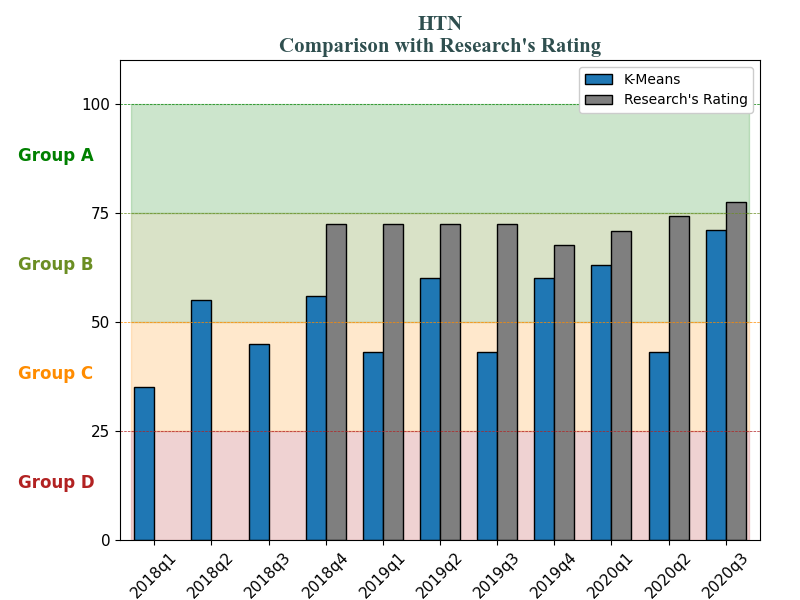 HTN
Comparison with Research's Rating
K-Means
Research's Rating
100
Group A
75
Group B
50
Group C
25
Group D
0
2018q1 2018q2 2018q3 2018q4 2019q1 2019q2 2019q3 2019q4 2020q1 2020q2 2020q3